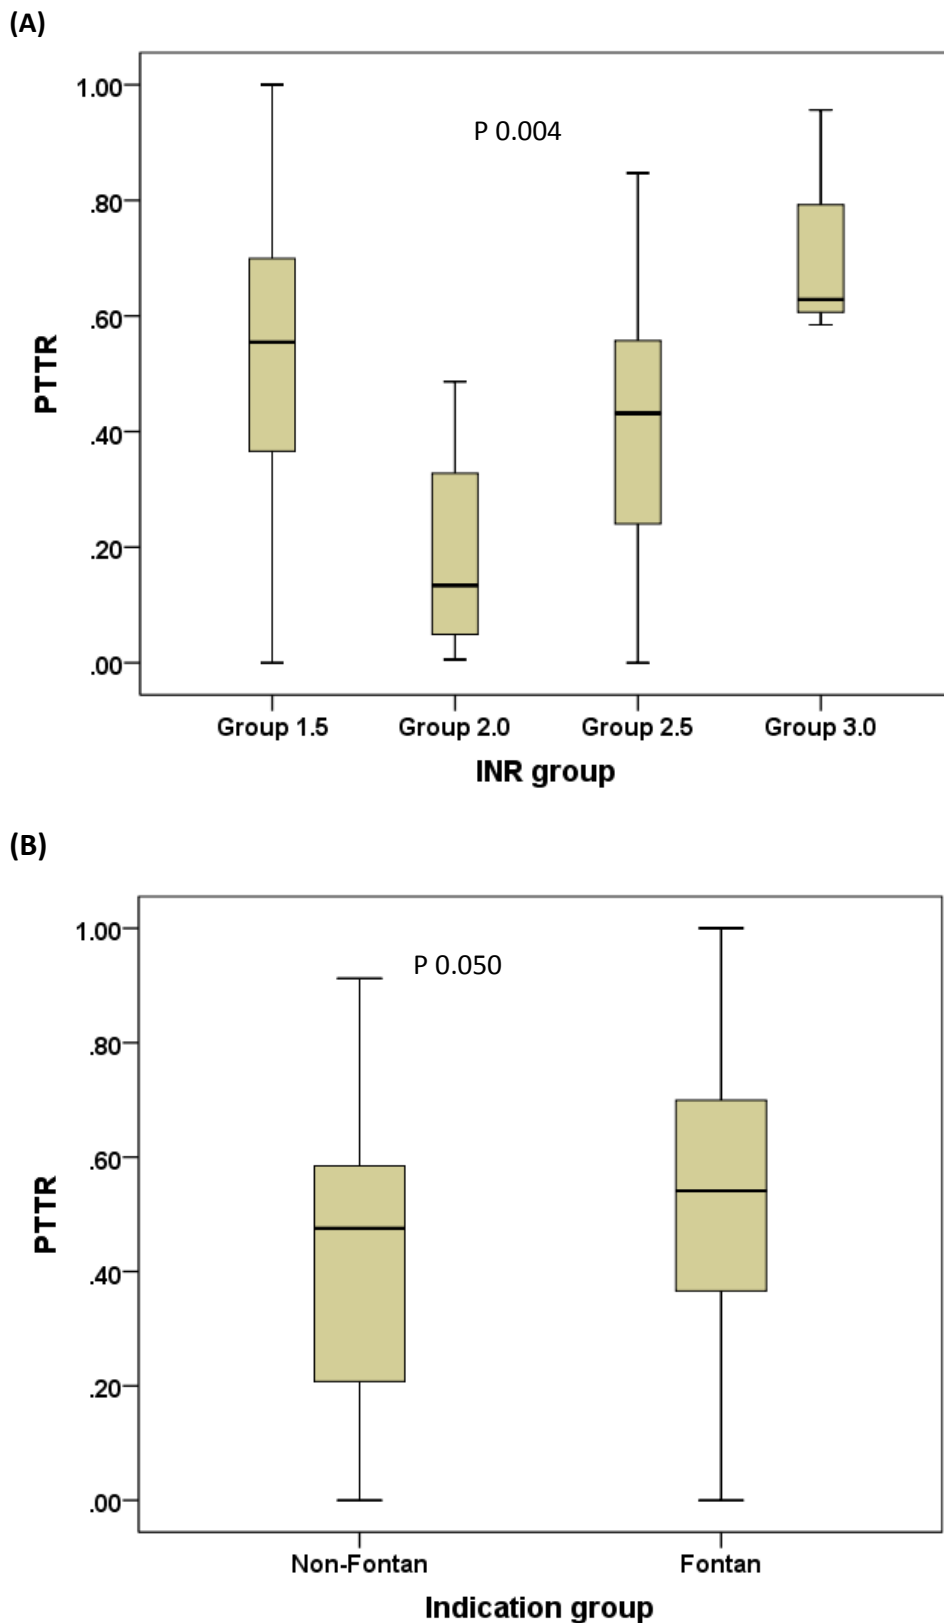 (A)
1.00
P 0.004
.80
.60
PTTR
.40
.20
.00
Group 1.5 Group 2.0 Group 2.5 Group 3.0
INR group
(B)
1.00
P 0.050
.80
.60
PTTR
.40
.20
.00
Non-Fontan Fontan
Indication group